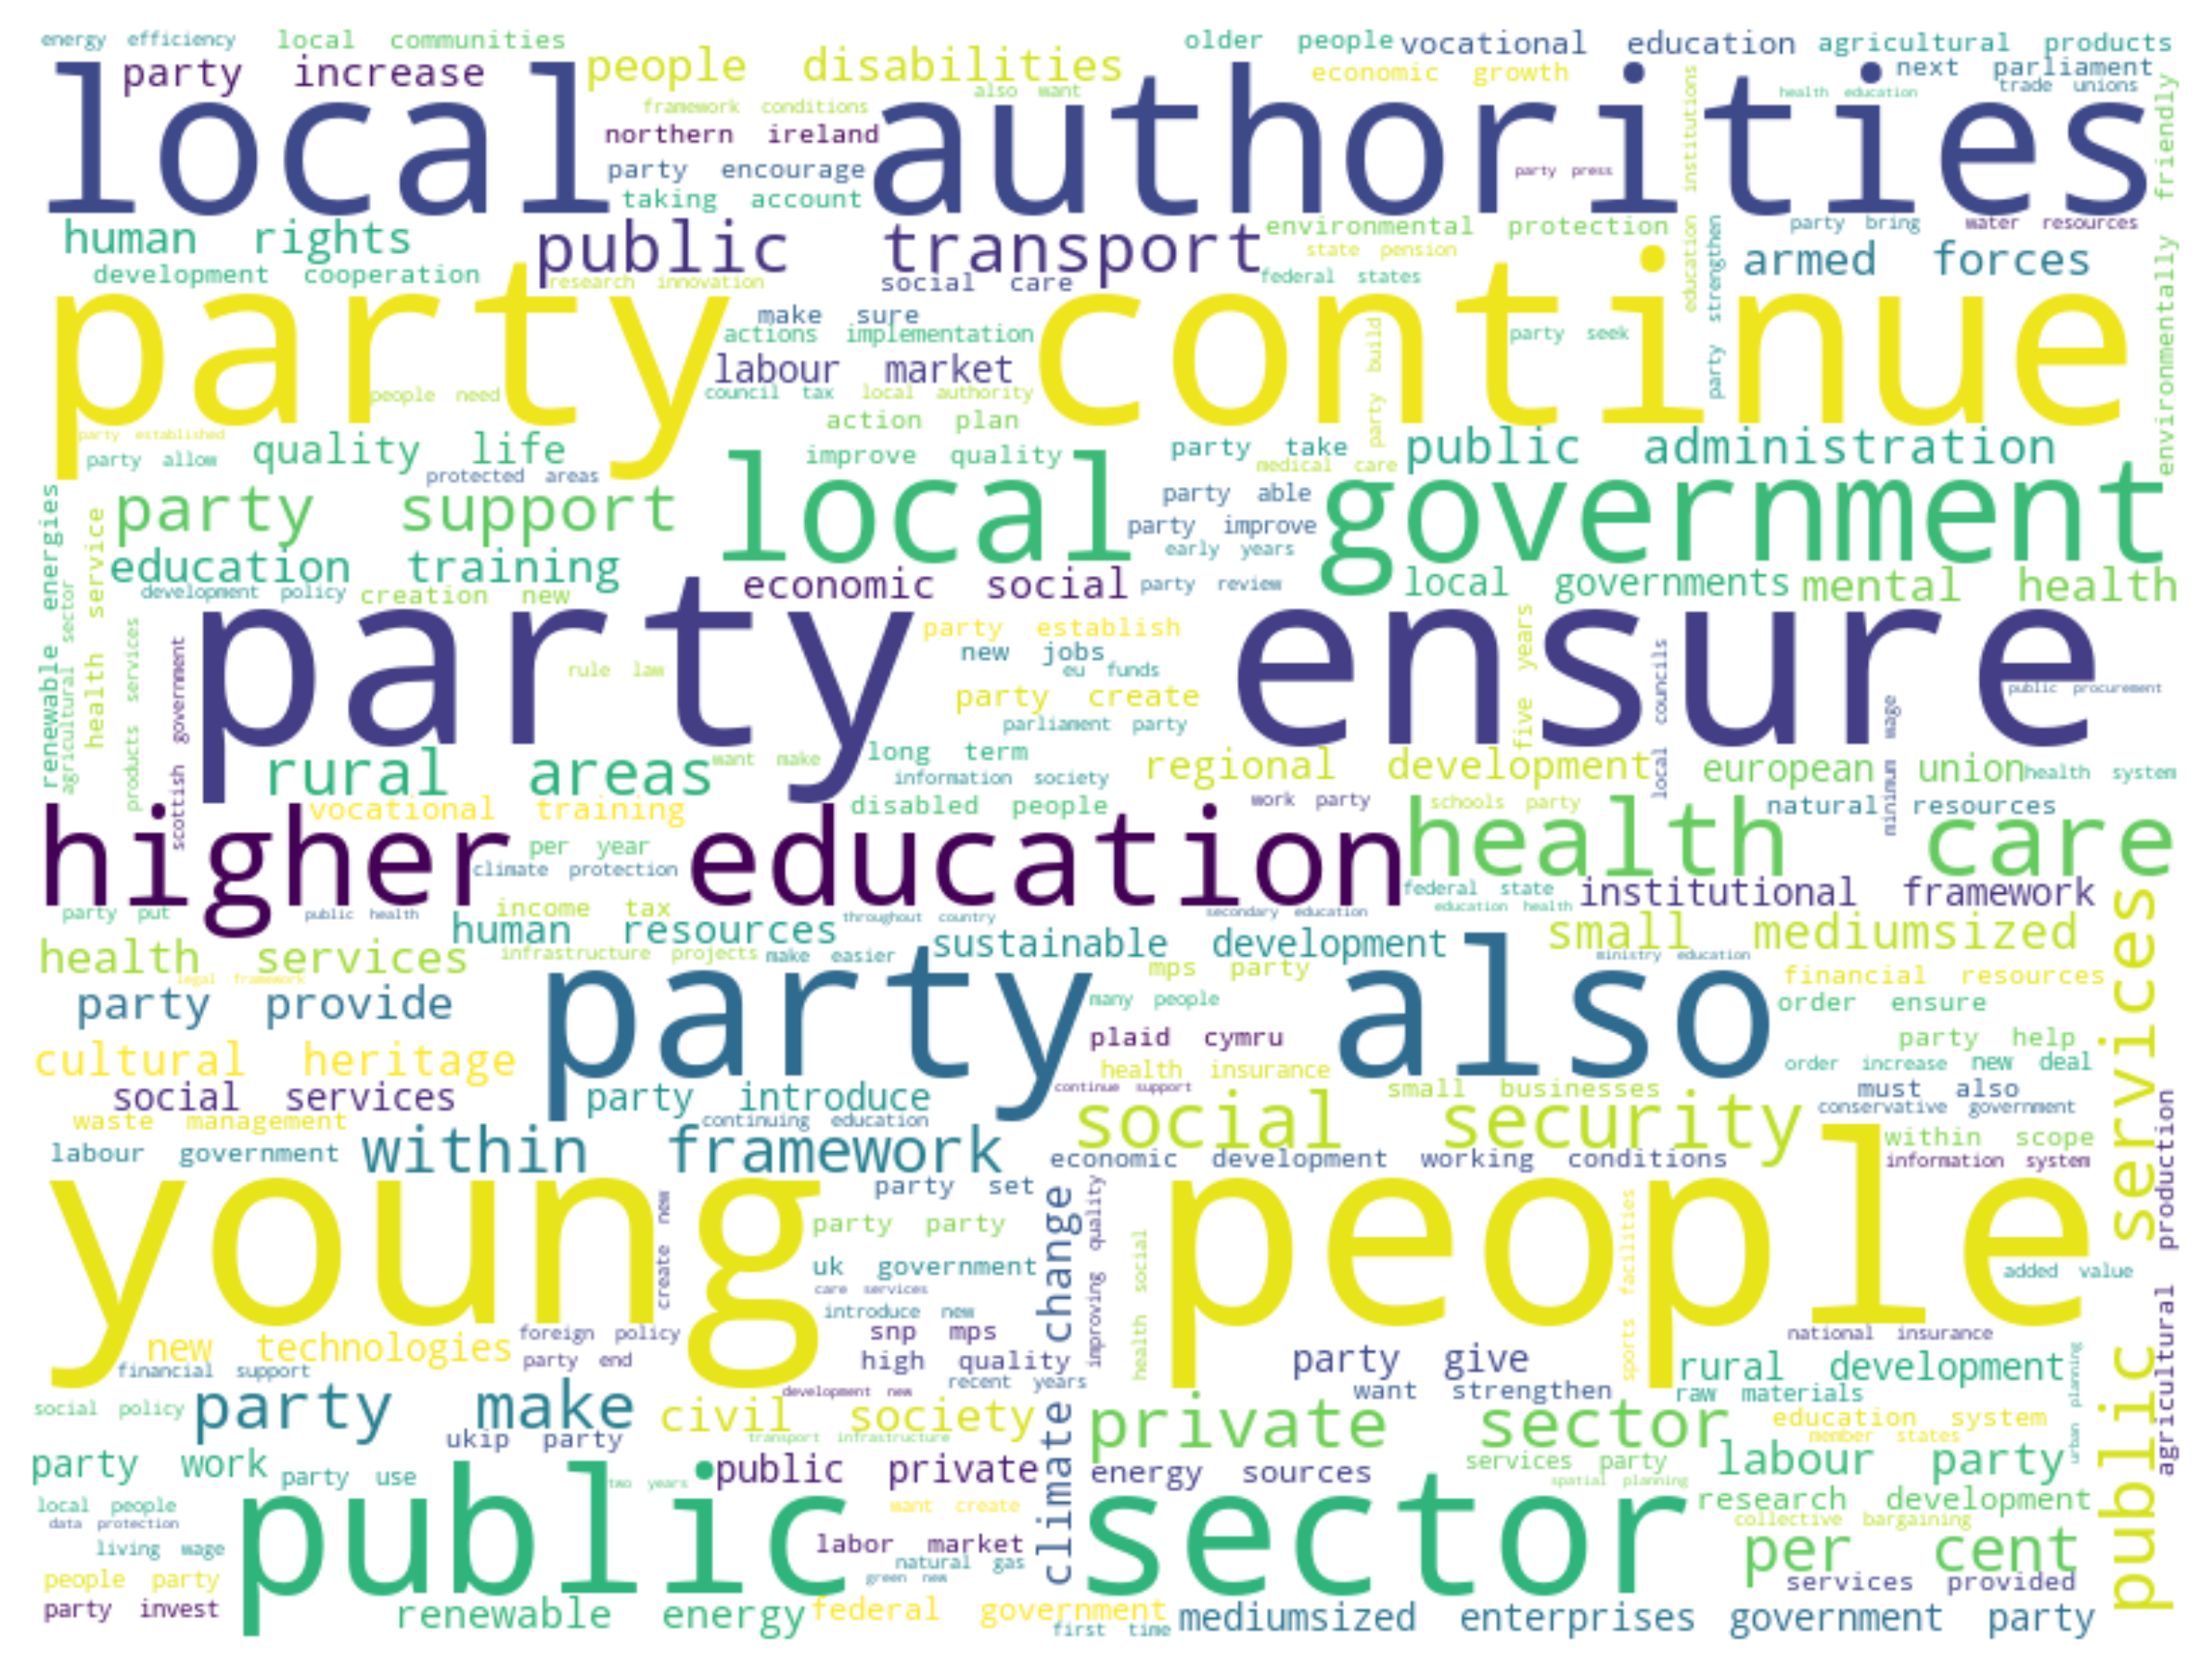 energy efficiency
local communities
older people
vocational education
agricultural products
party increase
people disabilities
economic growth
next parliament
also want
health education
trade unions
local authorities
framework conditions
northern ireland
party encourage
party press
taking account
education institutions
environmentally friendly
human rights
public transport
environmental protection
party bring
water resources
state pension
armed forces
development cooperation
research innovation
social care
federal states
party strengthen
party continue
make sure
actions implementation
party seek
party build
labour market
people need
council tax
local authority
action plan
party established
quality life
improve quality
party take
public administration
party allow
protected areas
medical care
local government
party support
party able
party improve
early years
education training
economic social
party review
local governments
mental health
renewable energies
agricultural sector
health service
development policy
creation new
products services
scottish government
party ensure
party establish
rule law
new jobs
eu funds
party create
parliament party
five years
local councils
public procurement
minimum wage
rural areas
want make
long term
information society
regional development
european union
health system
vocational training
disabled people
work party
schools party
natural resources
higher education
health care
per year
climate protection
federal state
education health
institutional framework
party put
public health
income tax
throughout country
secondary education
human resources
health services
infrastructure projects
make easier
sustainable development
small mediumsized
ministry education
legal framework
mps party
financial resources
party provide
party also
many people
order ensure
plaid cymru
party help
cultural heritage
health insurance
order increase
new deal
social services
party introduce
continue support
small businesses
must also
waste management
continuing education
social security
conservative government
public services
agricultural production
labour government
within framework
economic development
working conditions
within scope
information system
young people
party set
climate change
improving quality
create new
party party
health social
sports facilities
uk government
care services
added value
introduce new
new technologies
foreign policy
snp mps
national insurance
party end
high quality
party give
rural development
financial support
recent years
development new
want strengthen
raw materials
urban planning
social policy
party make
civil society
private sector
education system
member states
ukip party
transport infrastructure
party work
party use
public private
energy sources
services party
labour party
two years
spatial planning
public sector
local people
want create
research development
data protection
collective bargaining
living wage
labor market
per cent
natural gas
people party
green new
services provided
party invest
renewable energy
federal government
first time
mediumsized enterprises
government party